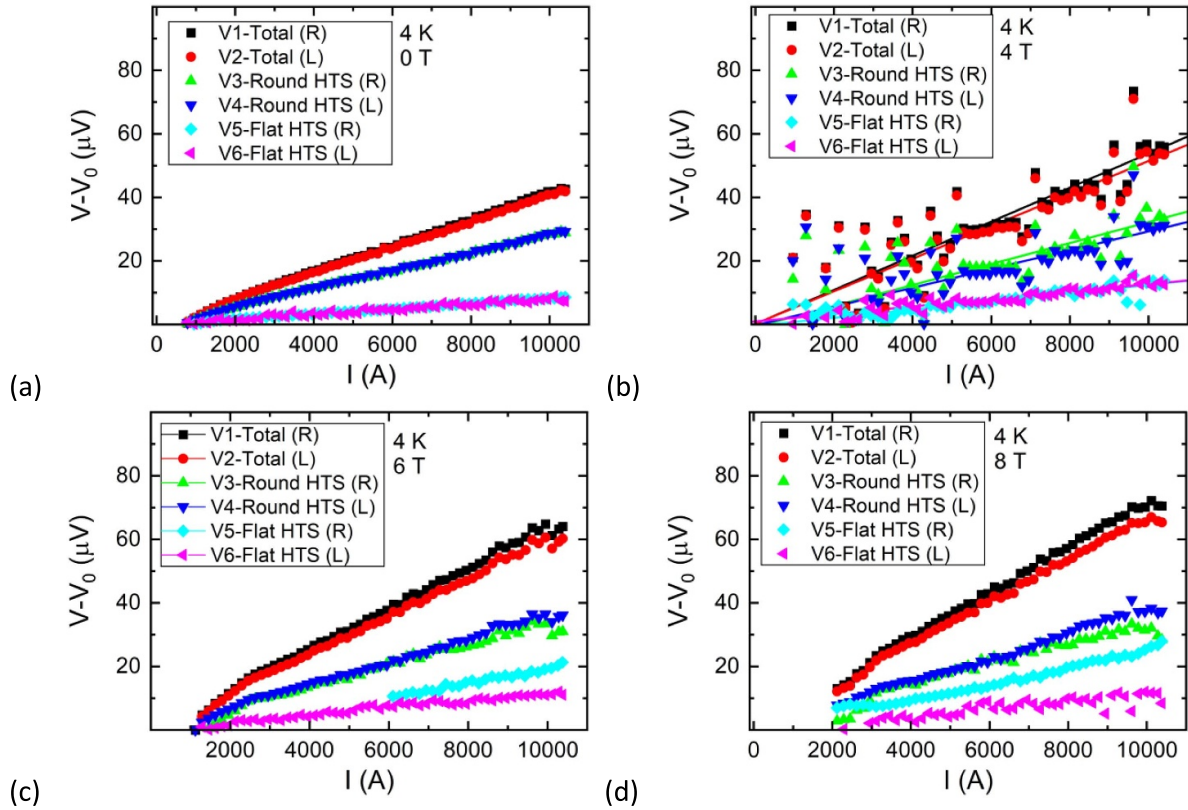 V1-Total (R)
V2-Total (L)
V3-Round HTS (R)
V4-Round HTS (L)
V5-Flat HTS (R)
V6-Flat HTS (L)
4 K
0 T
80
60
40
20
V-V0 (μV)
2000 4000 6000 8000 10000
I (A)
(a)
V1-Total (R)
V2-Total (L)
V3-Round HTS (R)
V4-Round HTS (L)
V5-Flat HTS (R)
V6-Flat HTS (L)
4 K
4 T
80
60
40
20
V-V0 (μV)
0 2000 4000 6000 8000 10000
I (A)
(b)
V1-Total (R)
V2-Total (L)
V3-Round HTS (R)
V4-Round HTS (L)
V5-Flat HTS (R)
V6-Flat HTS (L)
4 K
6 T
80
60
40
20
V-V0 (μV)
2000 4000 6000 8000 10000
I (A)
(c)
V1-Total (R)
V2-Total (L)
V3-Round HTS (R)
V4-Round HTS (L)
V5-Flat HTS (R)
V6-Flat HTS (L)
4 K
8 T
80
60
40
20
V-V0 (μV)
0 2000 4000 6000 8000 10000
I (A)
(d)